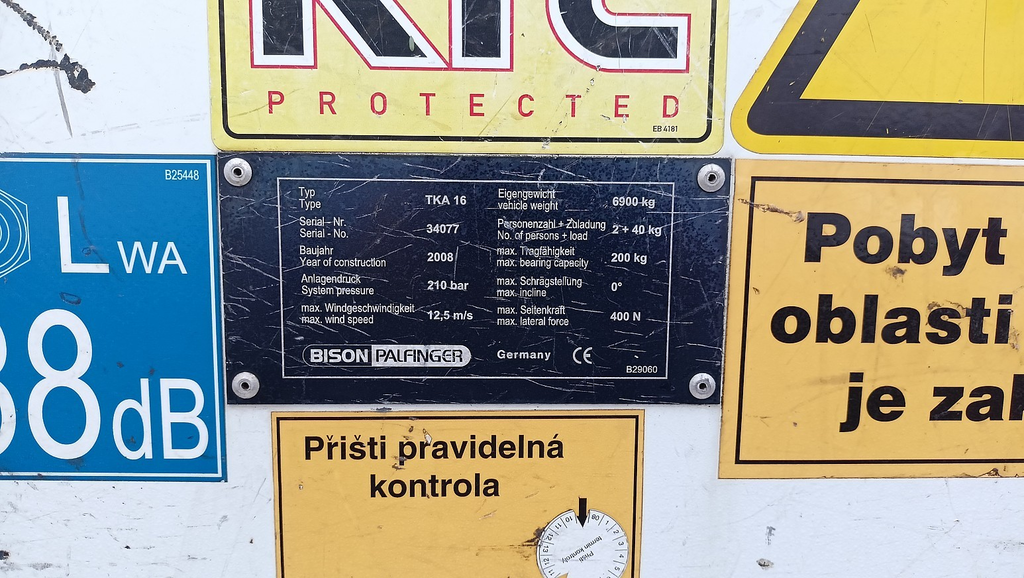 PROTECTED
EB 4181
B25448
LWA
88dB
Typ
Type
TKA 16
Serial - Nr.
Serial - No.
34077
Baujahr
Year of construction
2008
Anlagendruck
System pressure
210 bar
max. Windgeschwindigkeit
max. wind speed
12,5 m/s
Eigengewicht
vehicle weight
6900 kg
Personenzahl + Zuladung
No. of persons + load
2 + 40 kg
max. Tragfähigkeit
max. bearing capacity
200 kg
max. Schrägstellung
max. incline
0°
max. Seitenkraft
max. lateral force
400 N
BISON PALFINGER
Germany
CE
B29060
Pobyt
oblasti
je zak
Přišti pravidelná
kontrola